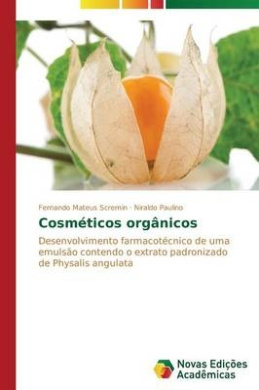 Fernando Mateus Scremin · Niraldo Paulino
Cosméticos orgânicos
Desenvolvimento farmacotécnico de uma
emulsão contendo o extrato padronizado
de Physalis angulata
Novas Edições
Acadêmicas